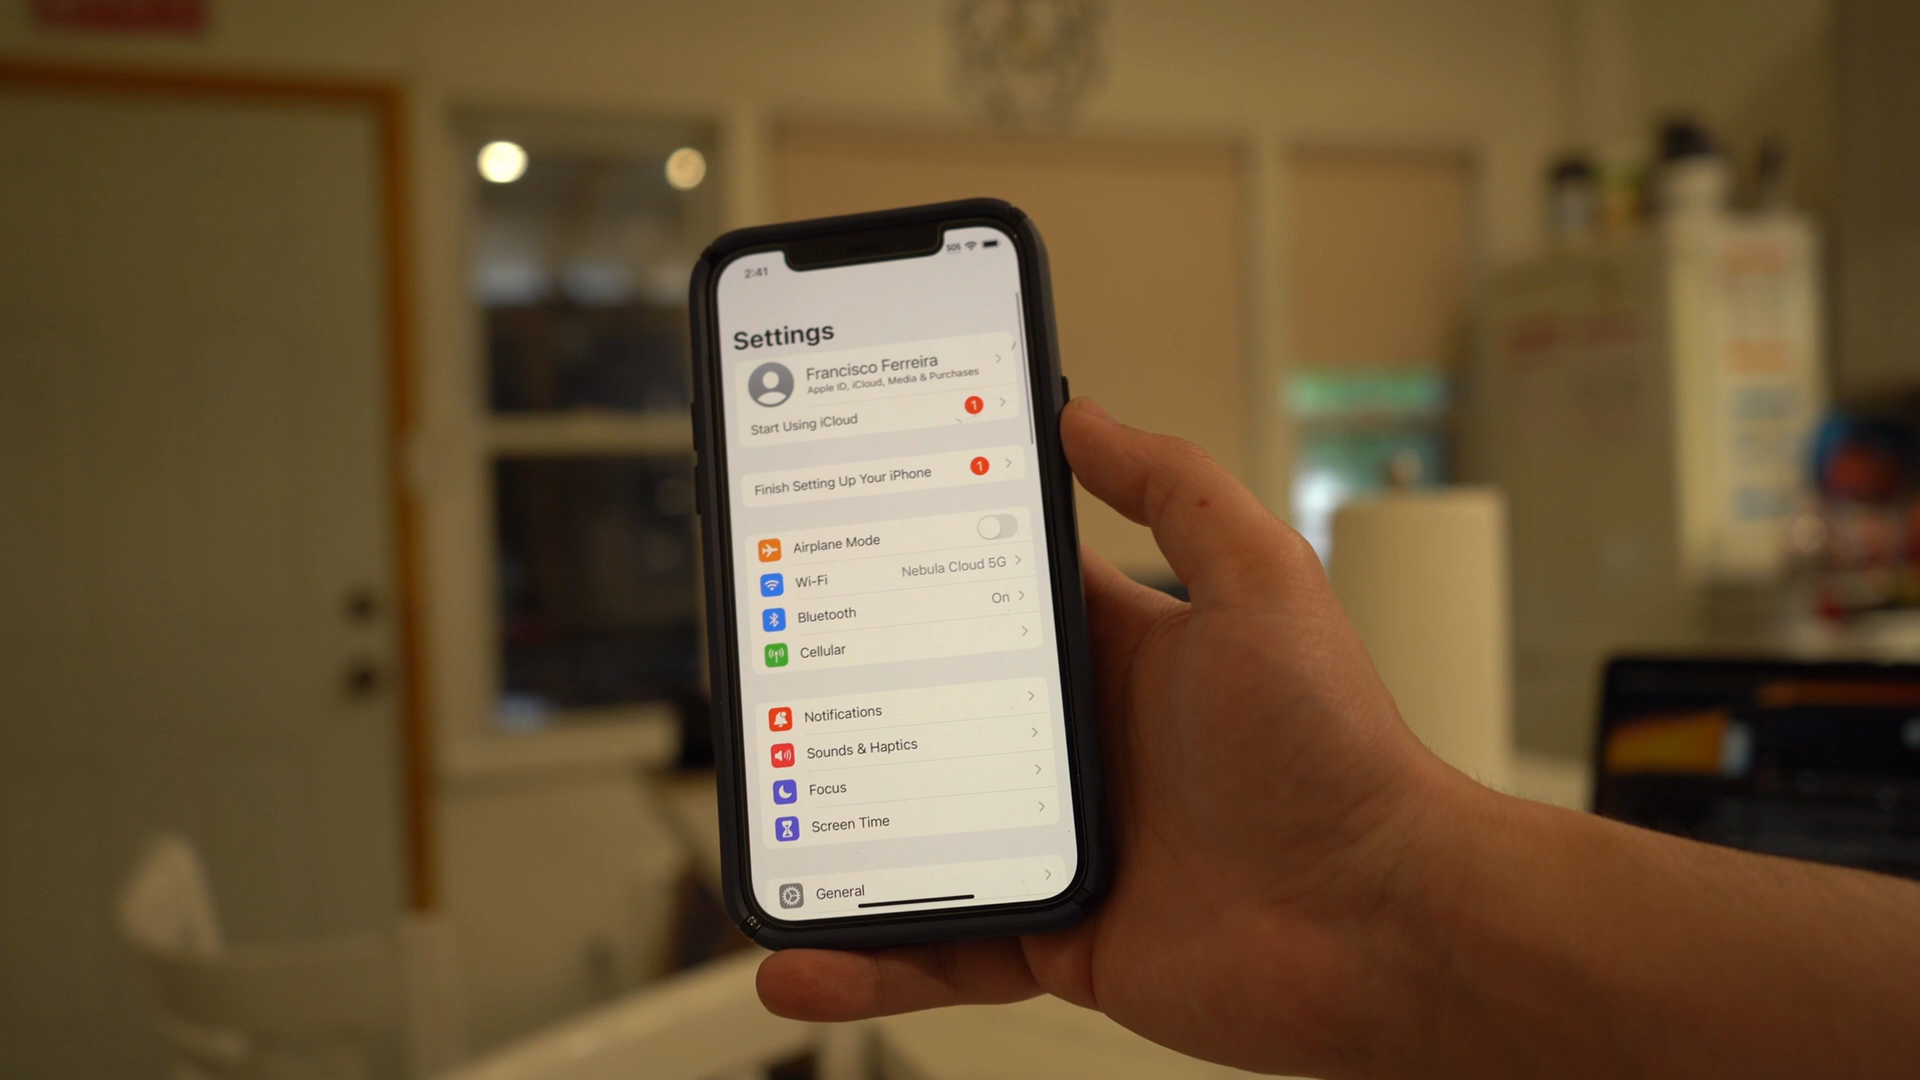 2:41 SOS
Settings
Francisco Ferreira
Apple ID, iCloud, Media & Purchases
Start Using iCloud 1
Finish Setting Up Your iPhone 1
Airplane Mode
Wi-Fi Nebula Cloud 5G
Bluetooth On
Cellular
Notifications
Sounds & Haptics
Focus
Screen Time
General